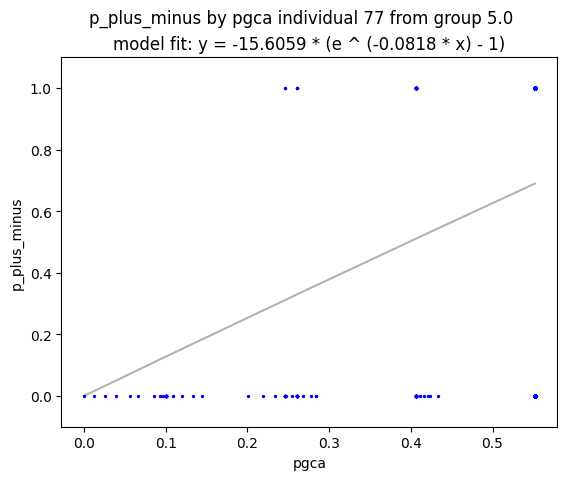 p_plus_minus by pgca individual 77 from group 5.0
model fit: y = -15.6059 * (e ^ (-0.0818 * x) - 1)
1.0
0.8
0.6
0.4
0.2
0.0
p_plus_minus
0.0 0.1 0.2 0.3 0.4 0.5
pgca